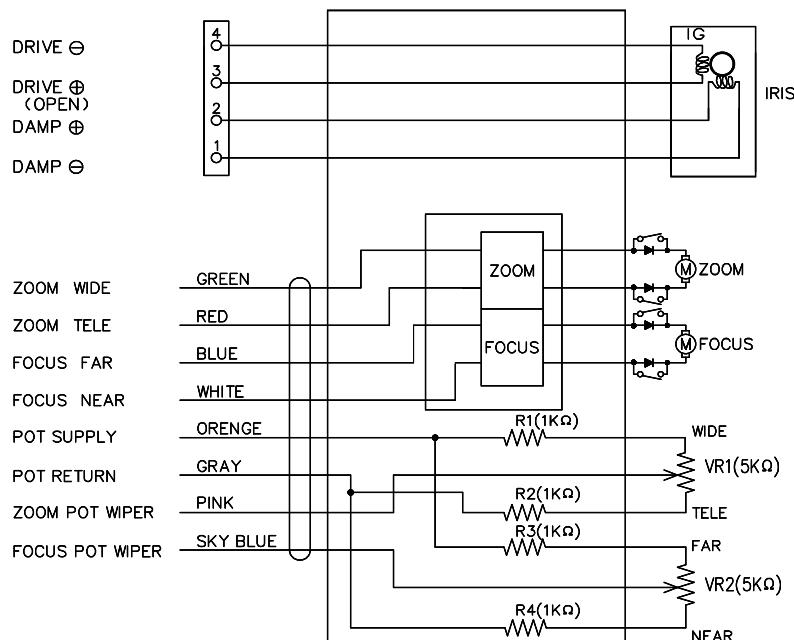 DRIVE ⊖
4
IG
DRIVE ⊕
(OPEN)
3
IRIS
DAMP ⊕
2
DAMP ⊖
1
ZOOM WIDE
GREEN
ZOOM
M
ZOOM
ZOOM TELE
RED
FOCUS FAR
BLUE
FOCUS
M
FOCUS
FOCUS NEAR
WHITE
POT SUPPLY
ORENGE
R1(1KΩ)
WIDE
POT RETURN
GRAY
VR1(5KΩ)
ZOOM POT WIPER
PINK
R2(1KΩ)
TELE
FOCUS POT WIPER
SKY BLUE
R3(1KΩ)
FAR
VR2(5KΩ)
R4(1KΩ)
NEAR